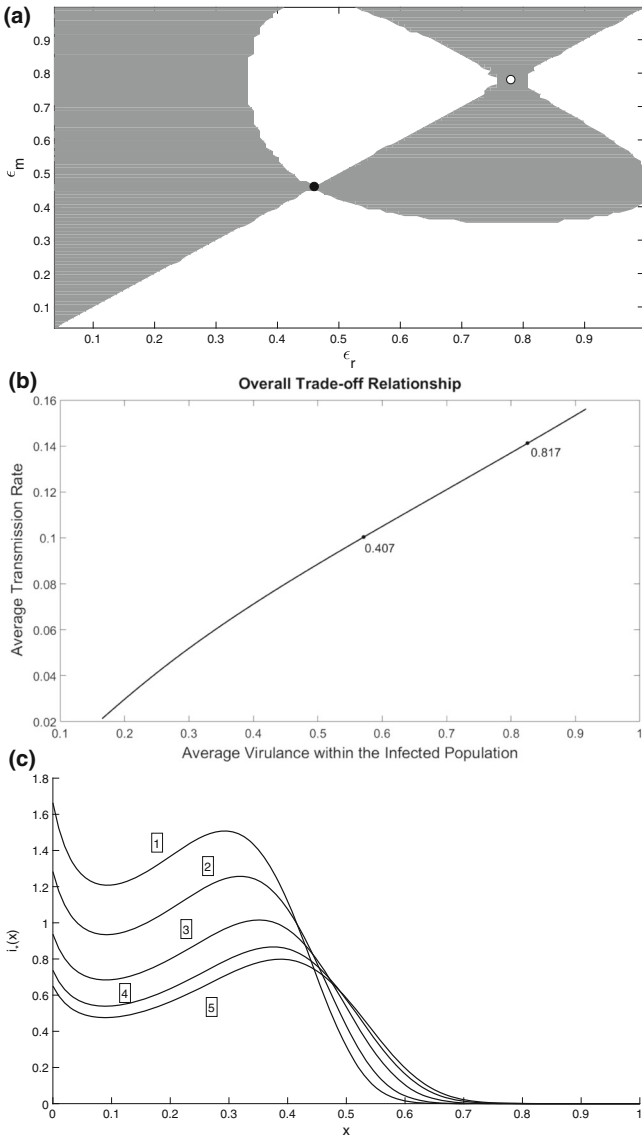 (a)
0.9
0.8
0.7
0.6
0.5
0.4
0.3
0.2
0.1
ϵm
0.1 0.2 0.3 0.4 0.5 0.6 0.7 0.8 0.9
ϵr
(b)
Overall Trade-off Relationship
0.16
0.14
0.12
0.1
0.08
0.06
0.04
0.02
Average Transmission Rate
0.817
0.407
0.1 0.2 0.3 0.4 0.5 0.6 0.7 0.8 0.9 1
Average Virulance within the Infected Population
(c)
1.8
1.6
1.4
1.2
1
0.8
0.6
0.4
0.2
0
i*(x)
1
2
3
4
5
0 0.1 0.2 0.3 0.4 0.5 0.6 0.7 0.8 0.9 1
x